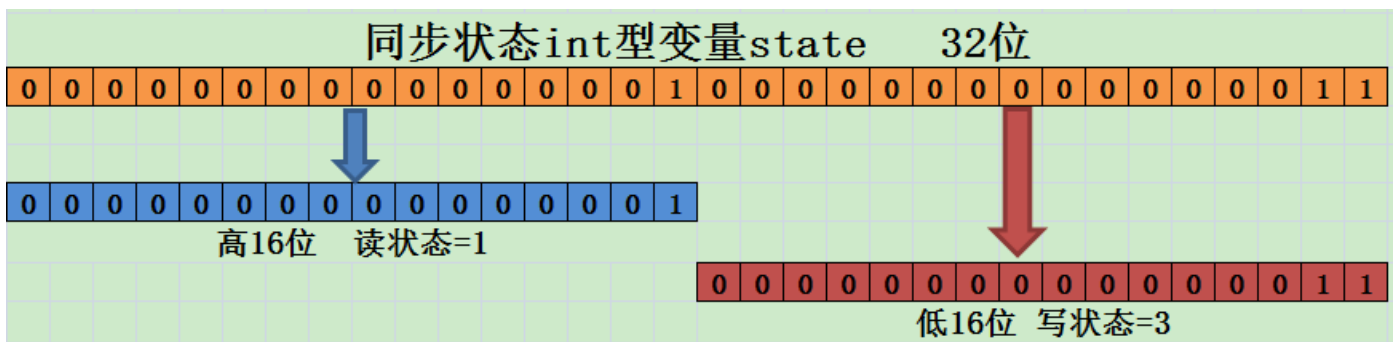 同步状态int型变量state 32位
0 0 0 0 0 0 0 0 0 0 0 0 0 0 0 1 0 0 0 0 0 0 0 0 0 0 0 0 0 0 1 1
0 0 0 0 0 0 0 0 0 0 0 0 0 0 0 1
高16位 读状态=1
0 0 0 0 0 0 0 0 0 0 0 0 0 0 1 1
低16位 写状态=3